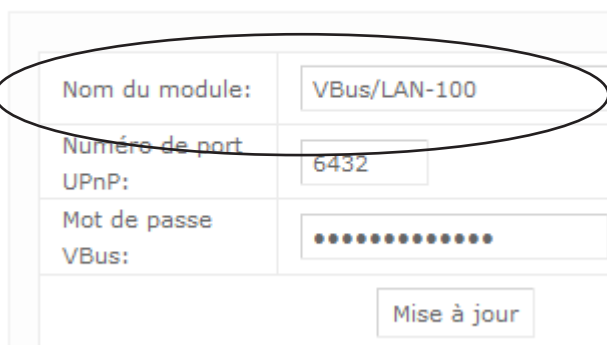 Nom du module: VBus/LAN-100
Numéro de port
UPnP: 6432
Mot de passe
VBus: •••••••••••••
Mise à jour